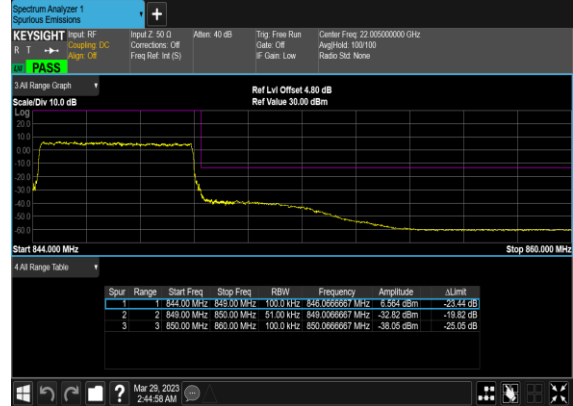 Spectrum Analyzer 1
Spurious Emissions
+
KEYSIGHT Input: RF Input Z: 50 Ω Atten: 40 dB Trig: Free Run Center Freq: 22.005000000 GHz
R T Coupling: DC Corrections: Off Gate: Off Avg|Hold: 100/100
Align: Off Freq Ref: Int (S) IF Gain: Low Radio Std: None
PASS
3 All Range Graph
Ref Lvl Offset 4.80 dB
Scale/Div 10.0 dB Ref Value 30.00 dBm
Log
20.0
10.0
0.00
-10.0
-20.0
-30.0
-40.0
-50.0
-60.0
Start 844.000 MHz Stop 860.000 MHz
4 All Range Table
Spur Range Start Freq Stop Freq RBW Frequency Amplitude ΔLimit
1 1 844.00 MHz 849.00 MHz 100.0 kHz 846.0666667 MHz 6.564 dBm -23.44 dB
2 2 849.00 MHz 850.00 MHz 51.00 kHz 849.0666667 MHz -32.82 dBm -19.82 dB
3 3 850.00 MHz 860.00 MHz 100.0 kHz 850.0666667 MHz -38.05 dBm -25.05 dB
? Mar 29, 2023
2:44:58 AM